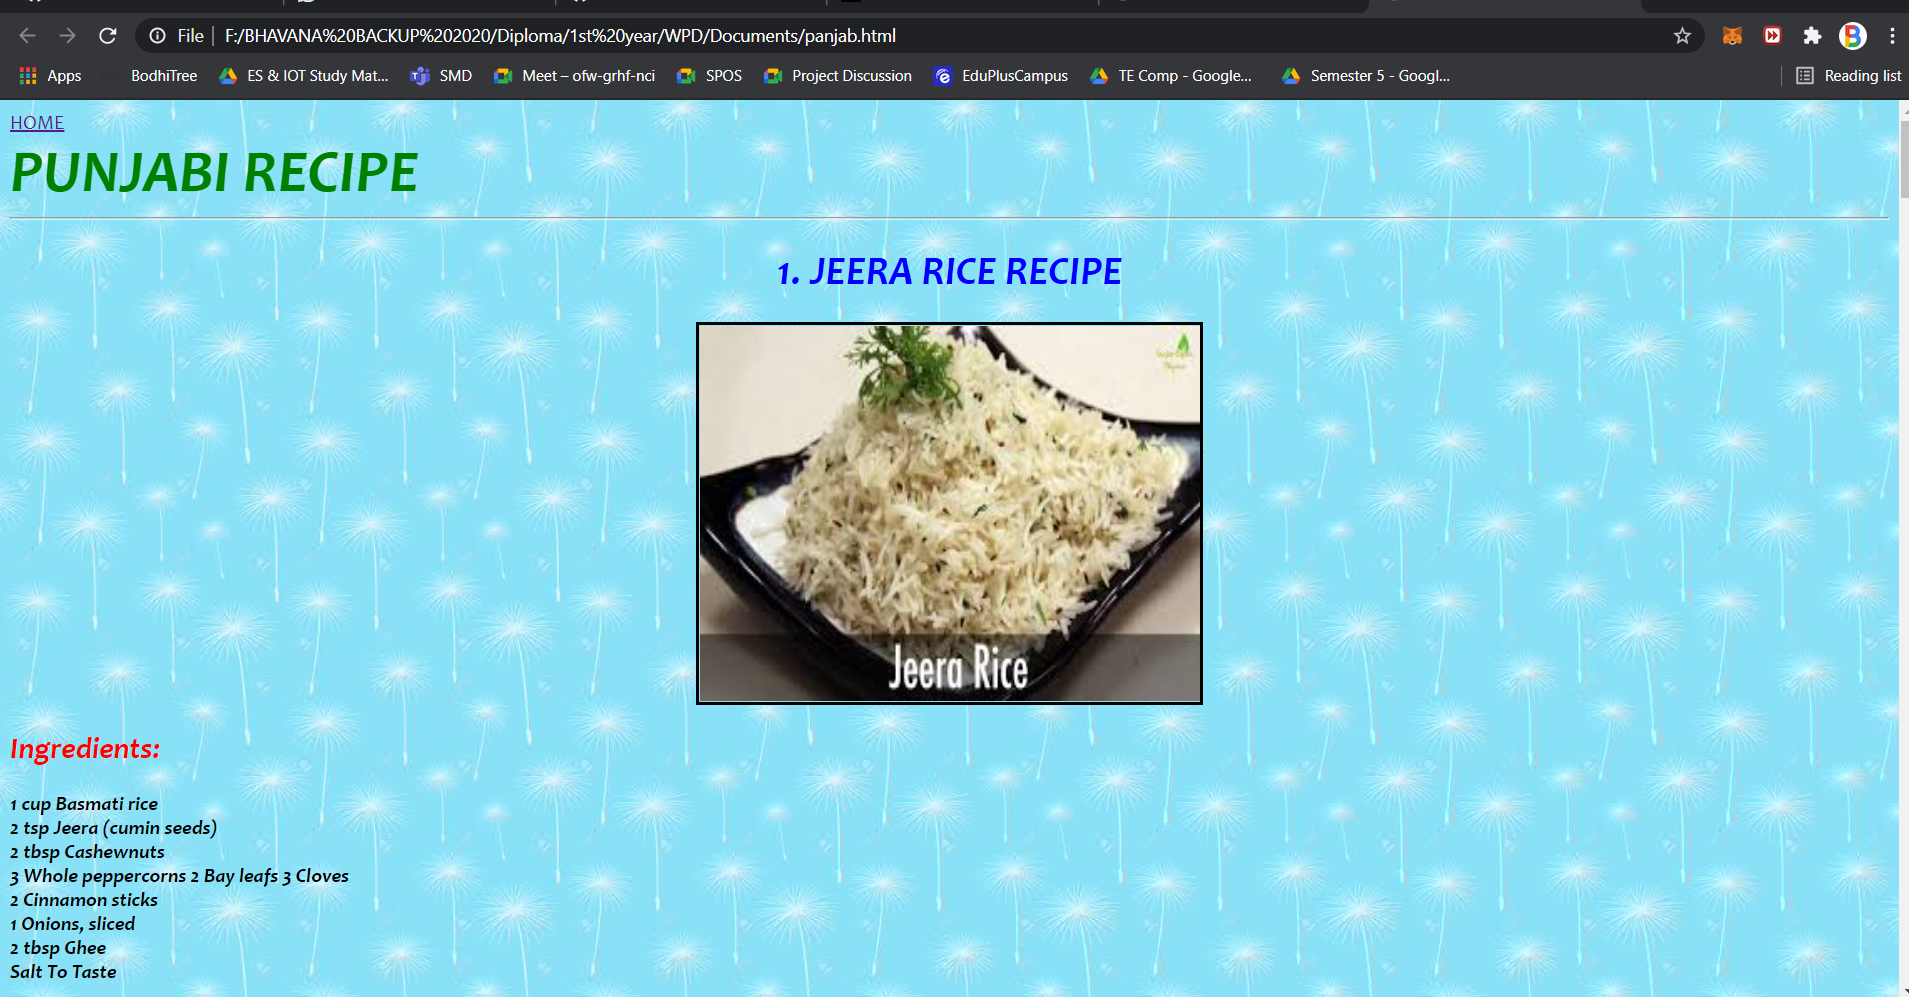 File
F:/BHAVANA%20BACKUP%202020/Diploma/1st%20year/WPD/Documents/panjab.html
Apps
BodhiTree
ES & IOT Study Mat...
SMD
Meet – ofw-grhf-nci
SPOS
Project Discussion
EduPlusCampus
TE Comp - Google...
Semester 5 - Googl...
Reading list
HOME
PUNJABI RECIPE
1. JEERA RICE RECIPE
Jeera Rice
Ingredients:
1 cup Basmati rice
2 tsp Jeera (cumin seeds)
2 tbsp Cashewnuts
3 Whole peppercorns 2 Bay leafs 3 Cloves
2 Cinnamon sticks
1 Onions, sliced
2 tbsp Ghee
Salt To Taste